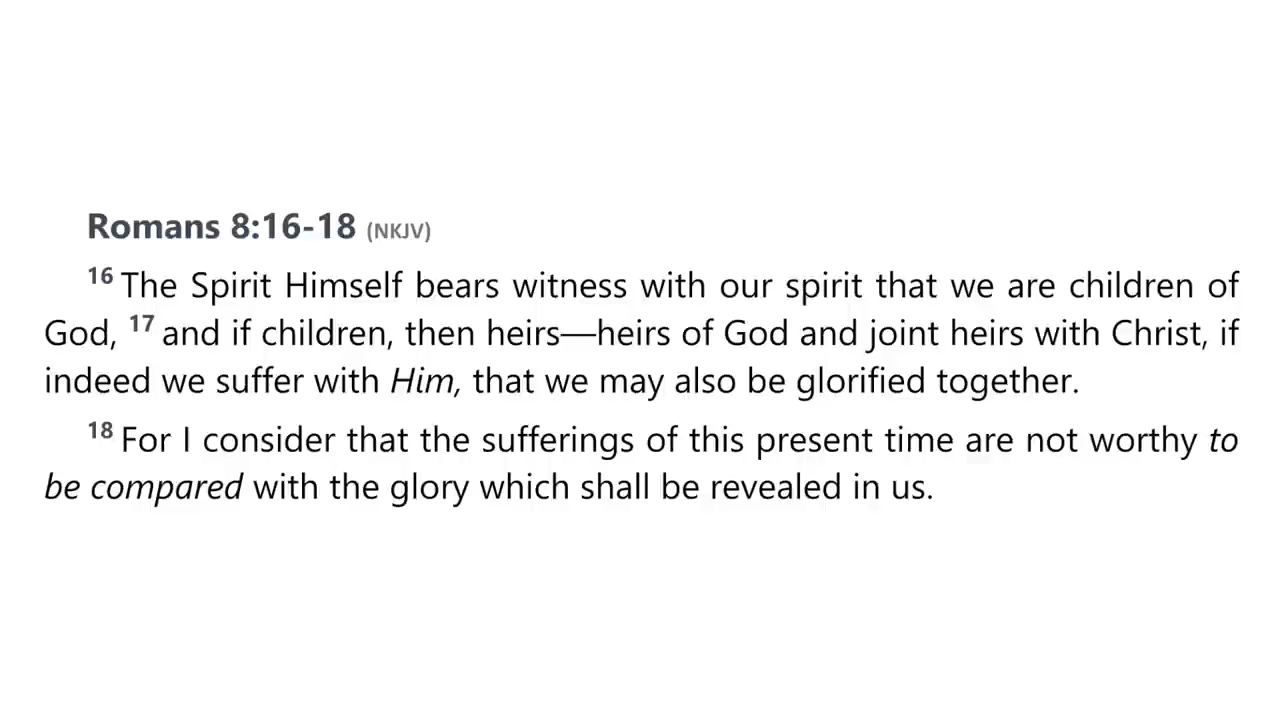 Romans 8:16-18 (NKJV)
16 The Spirit Himself bears witness with our spirit that we are children of
God, 17 and if children, then heirs—heirs of God and joint heirs with Christ, if
indeed we suffer with Him, that we may also be glorified together.
18 For I consider that the sufferings of this present time are not worthy to
be compared with the glory which shall be revealed in us.